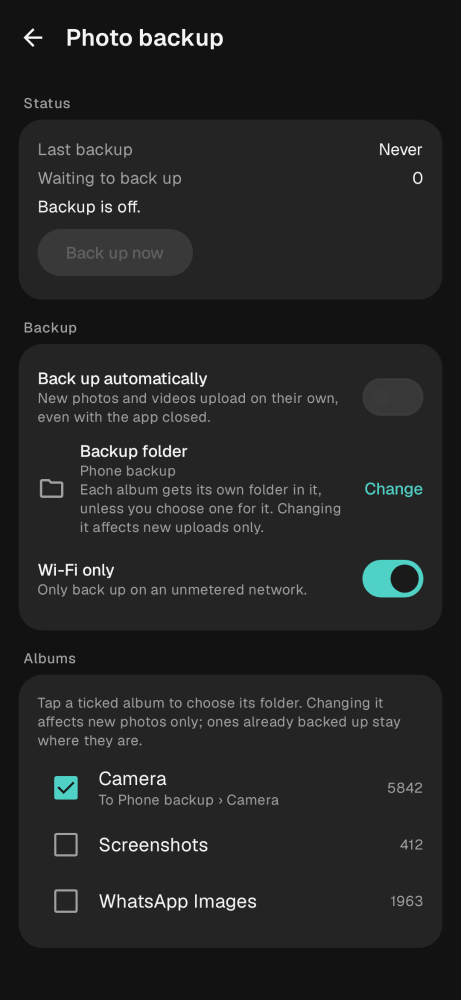 Photo backup
Status
Last backup Never
Waiting to back up 0
Backup is off.
Back up now
Backup
Back up automatically
New photos and videos upload on their own,
even with the app closed.
Backup folder
Phone backup
Each album gets its own folder in it,
unless you choose one for it. Changing
it affects new uploads only.
Change
Wi-Fi only
Only back up on an unmetered network.
Albums
Tap a ticked album to choose its folder. Changing it
affects new photos only; ones already backed up stay
where they are.
Camera 5842
To Phone backup › Camera
Screenshots 412
WhatsApp Images 1963